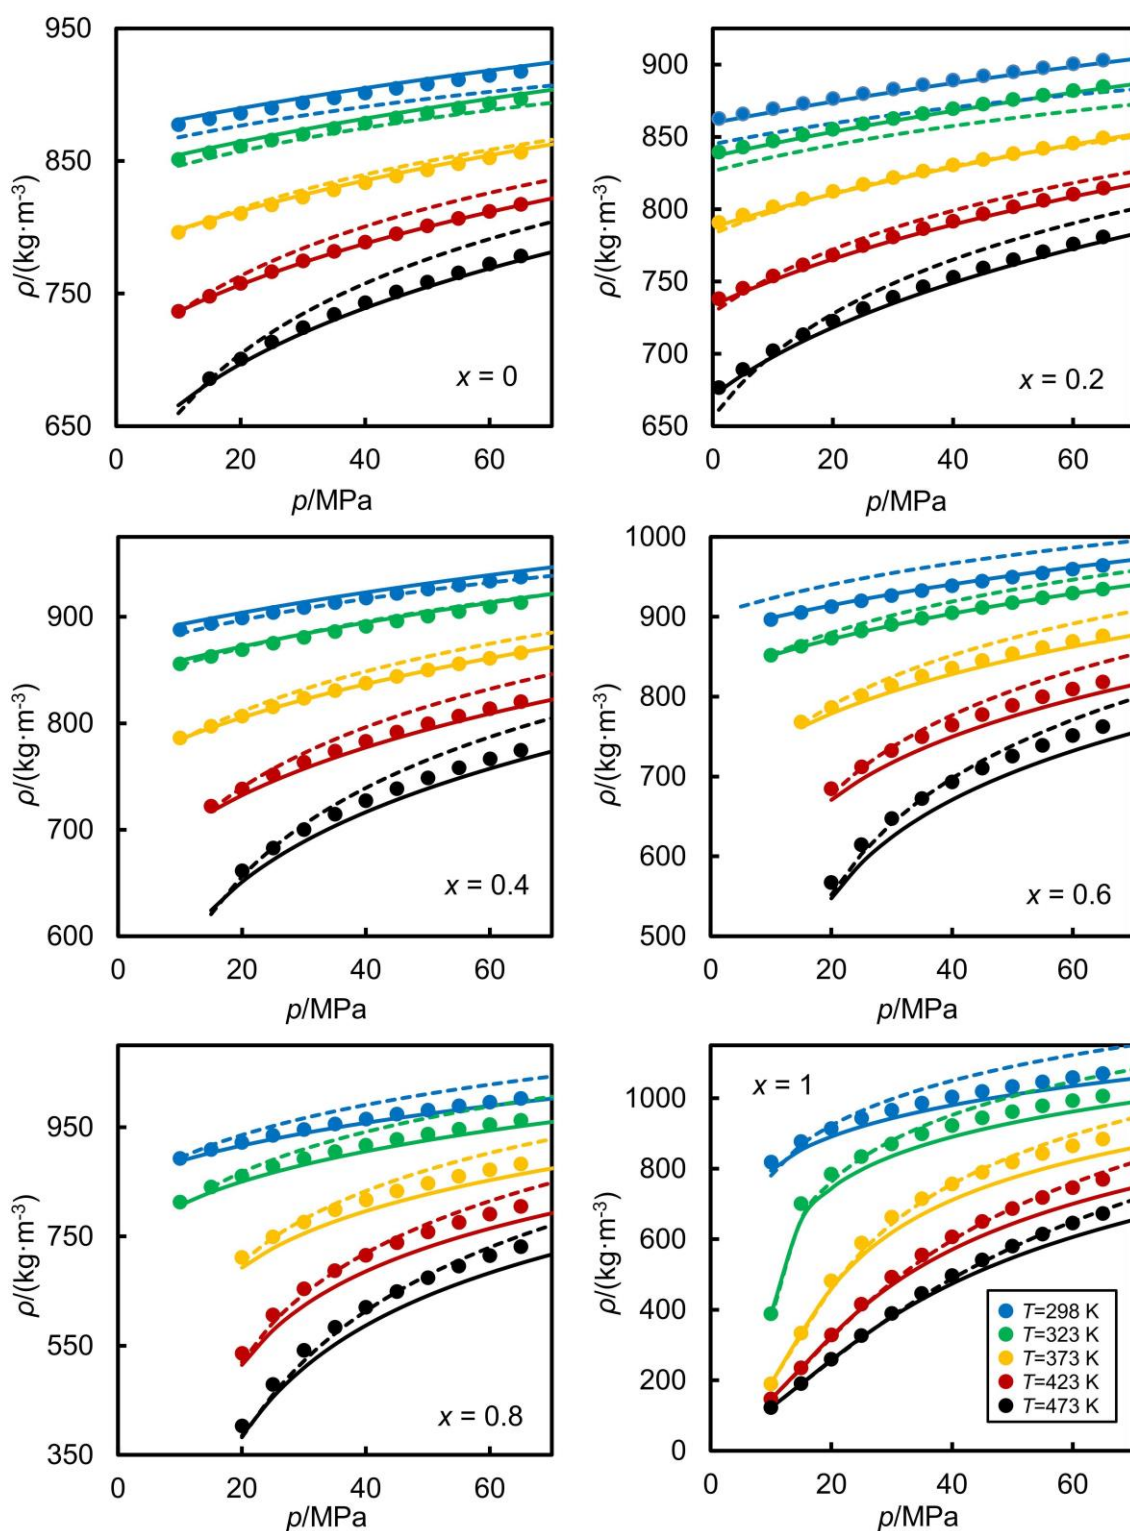 950
850
750
650
ρ/(kg·m⁻³)
x = 0
0
20
40
60
p/MPa
900
850
800
750
700
650
ρ/(kg·m⁻³)
x = 0.2
0
20
40
60
p/MPa
900
800
700
600
ρ/(kg·m⁻³)
x = 0.4
0
20
40
60
p/MPa
1000
900
800
700
600
500
ρ/(kg·m⁻³)
x = 0.6
0
20
40
60
p/MPa
950
750
550
350
ρ/(kg·m⁻³)
x = 0.8
0
20
40
60
p/MPa
1000
800
600
400
200
0
ρ/(kg·m⁻³)
x = 1
T=298 K
T=323 K
T=373 K
T=423 K
T=473 K
0
20
40
60
p/MPa